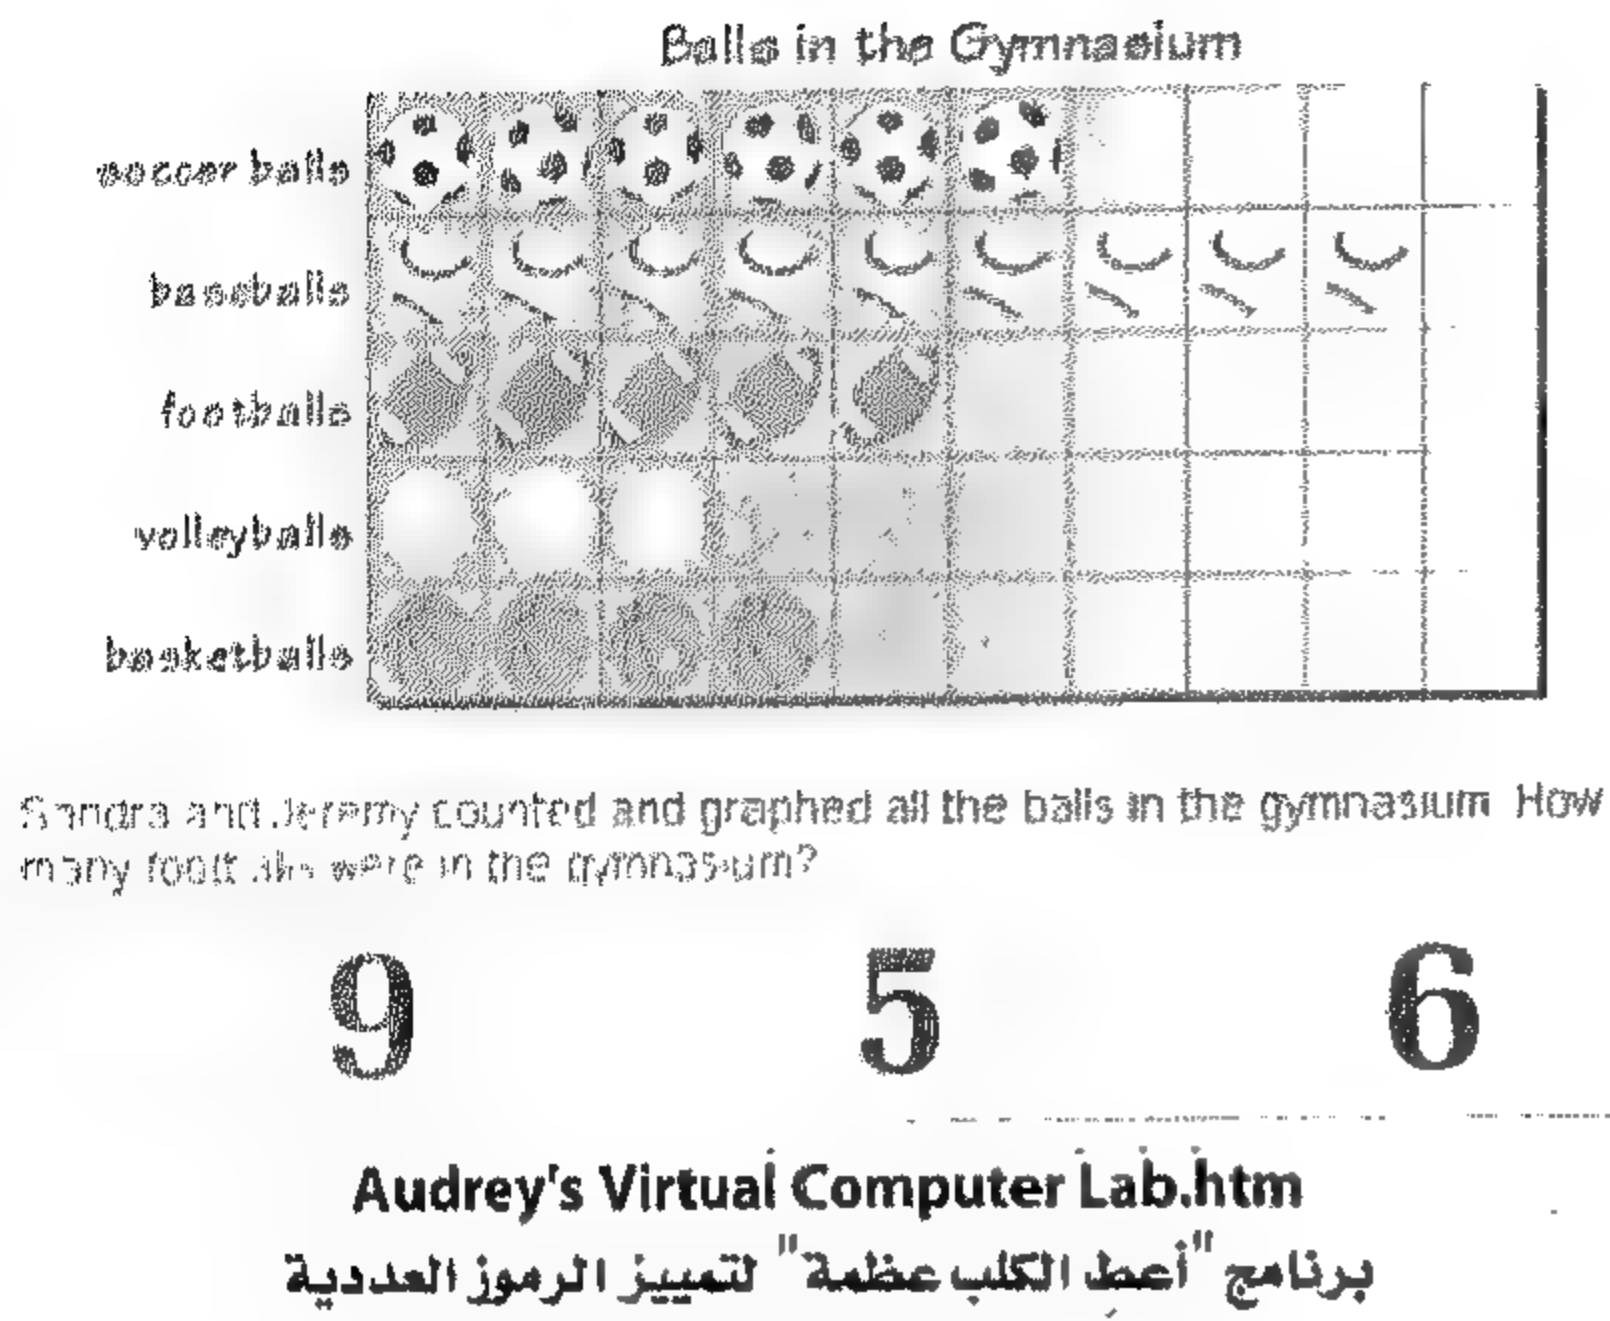 Balls in the Gymnasium
soccer balls
baseballs
footballs
volleyballs
basketballs
Sandra and Jeremy counted and graphed all the balls in the gymnasium. How
many footballs were in the gymnasium?
9 5 6
Audrey's Virtual Computer Lab.htm
برنامج "أعطِ الكلب عظمة" لتمييز الرموز العددية